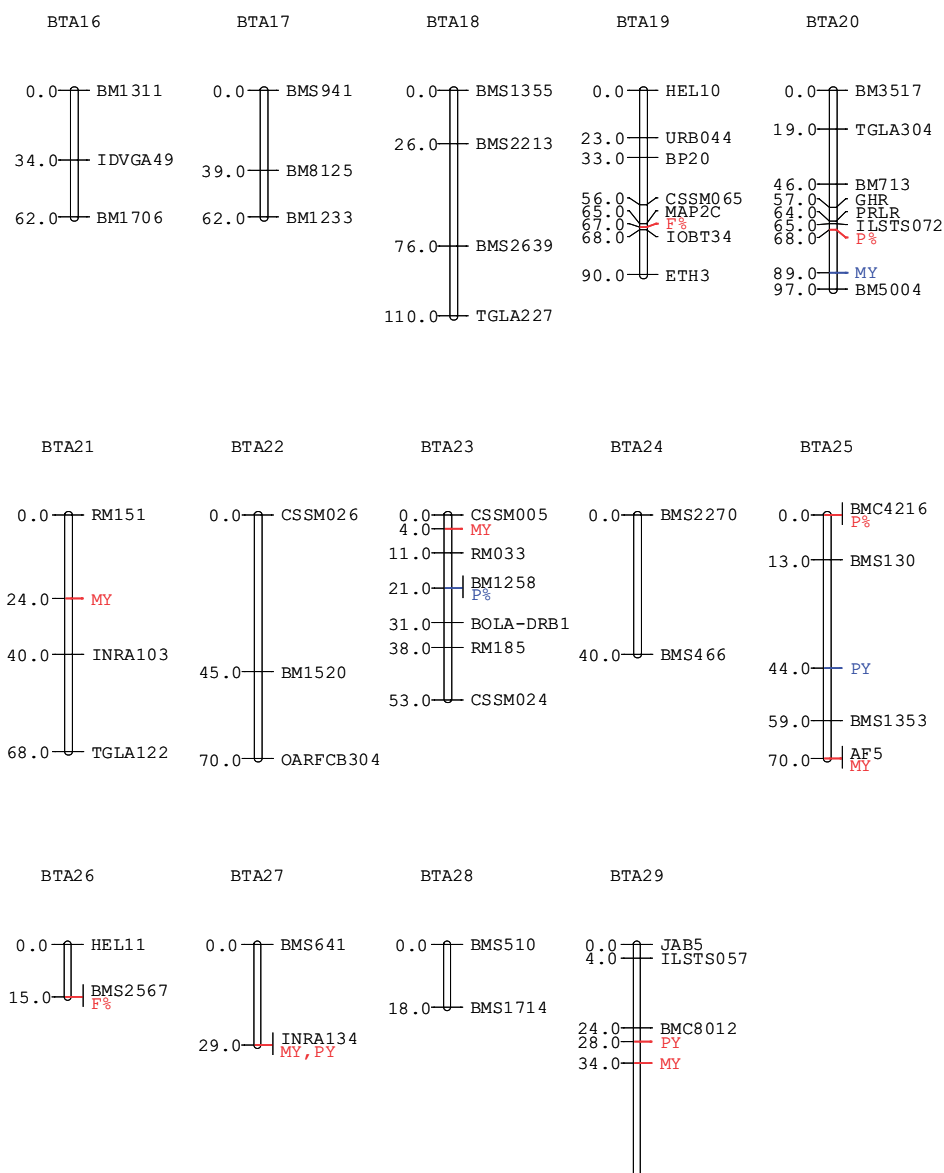 BTA16 BTA17 BTA18 BTA19 BTA20
0.0 BM1311
34.0 IDVGA49
62.0 BM1706
0.0 BMS941
39.0 BM8125
62.0 BM1233
0.0 BMS1355
26.0 BMS2213
76.0 BMS2639
110.0 TGLA227
0.0 HEL10
23.0 URB044
33.0 BP20
56.0 CSSM065
65.0 MAP2C
67.0 F%
68.0 IOBT34
90.0 ETH3
0.0 BM3517
19.0 TGLA304
46.0 BM713
57.0 GHR
64.0 PRLR
65.0 ILSTS072
68.0 P%
89.0 MY
97.0 BM5004
BTA21 BTA22 BTA23 BTA24 BTA25
0.0 RM151
24.0 MY
40.0 INRA103
68.0 TGLA122
0.0 CSSM026
45.0 BM1520
70.0 OARFCB304
0.0 CSSM005
4.0 MY
11.0 RM033
21.0 BM1258
P%
31.0 BOLA-DRB1
38.0 RM185
53.0 CSSM024
0.0 BMS2270
40.0 BMS466
0.0 BMC4216
P%
13.0 BMS130
44.0 PY
59.0 BMS1353
70.0 AF5
MY
BTA26 BTA27 BTA28 BTA29
0.0 HEL11
15.0 BMS2567
F%
0.0 BMS641
29.0 INRA134
MY,PY
0.0 BMS510
18.0 BMS1714
0.0 JAB5
4.0 ILSTS057
24.0 BMC8012
28.0 PY
34.0 MY